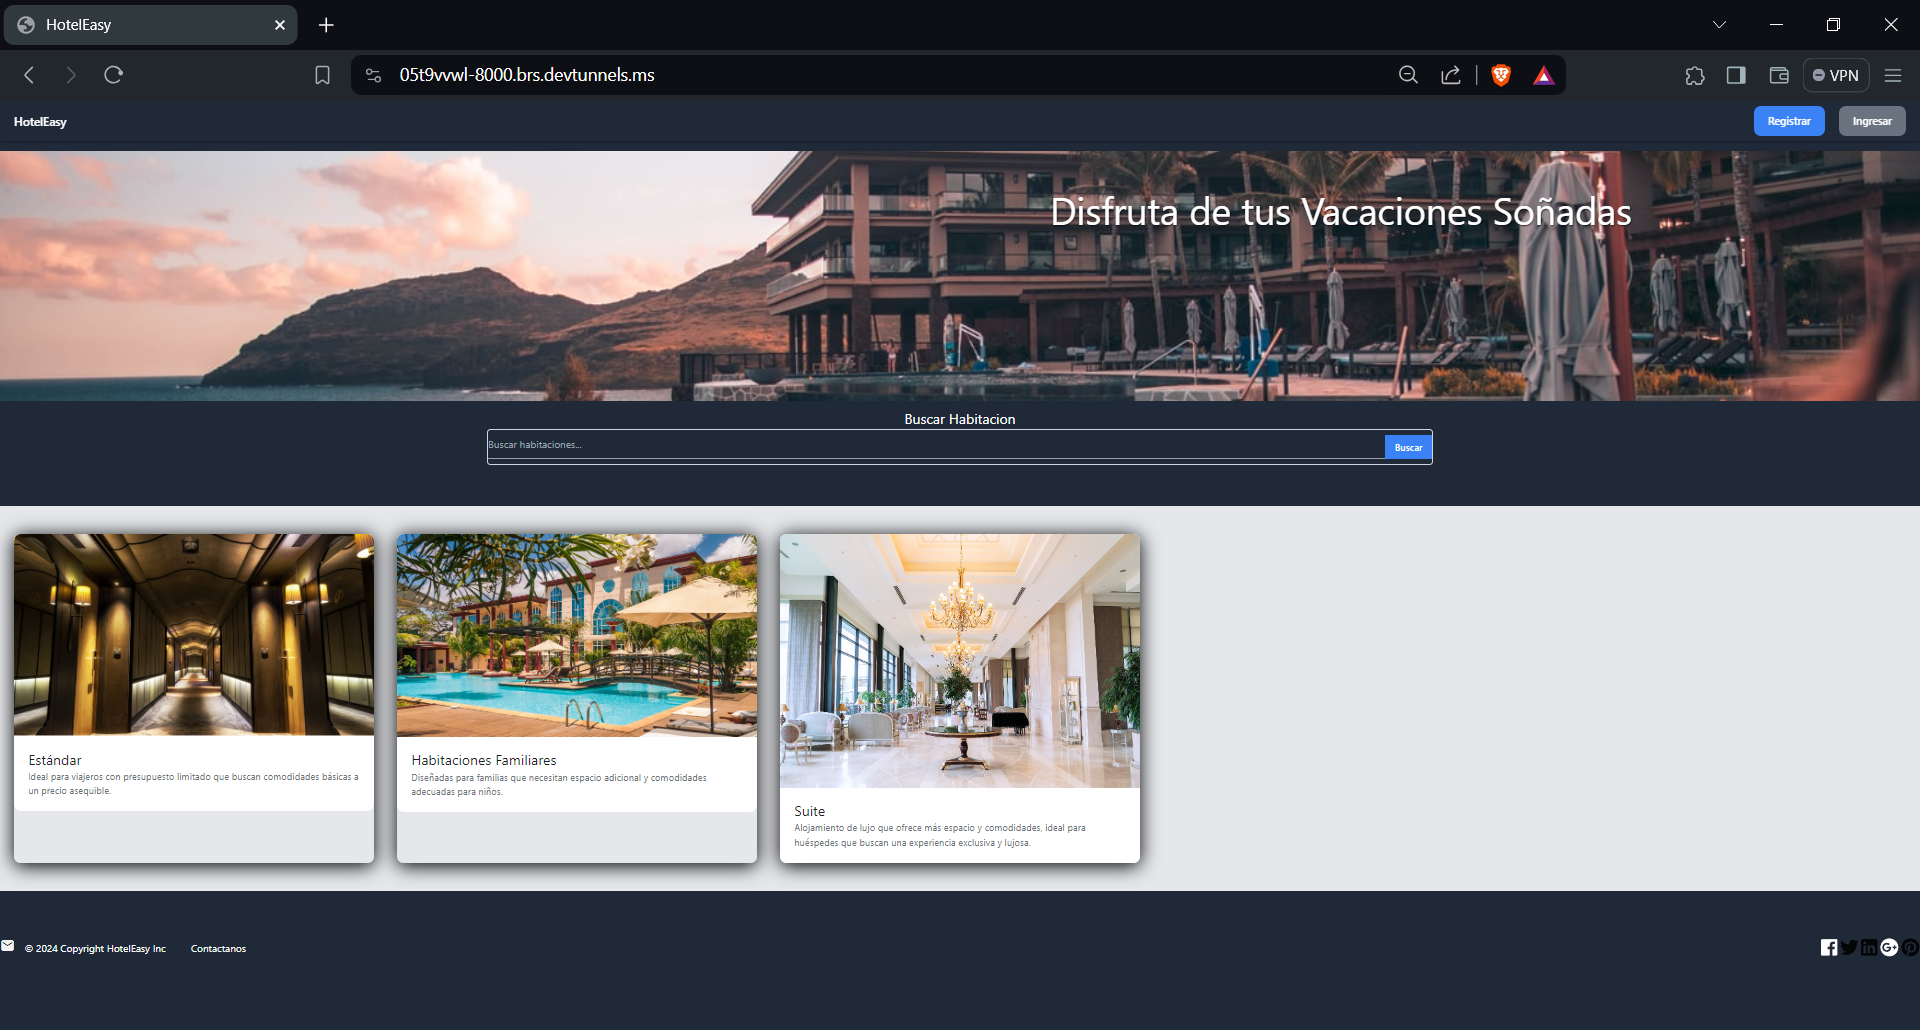 HotelEasy
05t9vvwl-8000.brs.devtunnels.ms
VPN
HotelEasy
Registrar
Ingresar
Disfruta de tus Vacaciones Soñadas
Buscar Habitacion
Buscar habitaciones...
Buscar
Estándar
Ideal para viajeros con presupuesto limitado que buscan comodidades básicas a
un precio asequible.
Habitaciones Familiares
Diseñadas para familias que necesitan espacio adicional y comodidades
adecuadas para niños.
Suite
Alojamiento de lujo que ofrece más espacio y comodidades, ideal para
huéspedes que buscan una experiencia exclusiva y lujosa.
© 2024 Copyright HotelEasy Inc
Contactanos